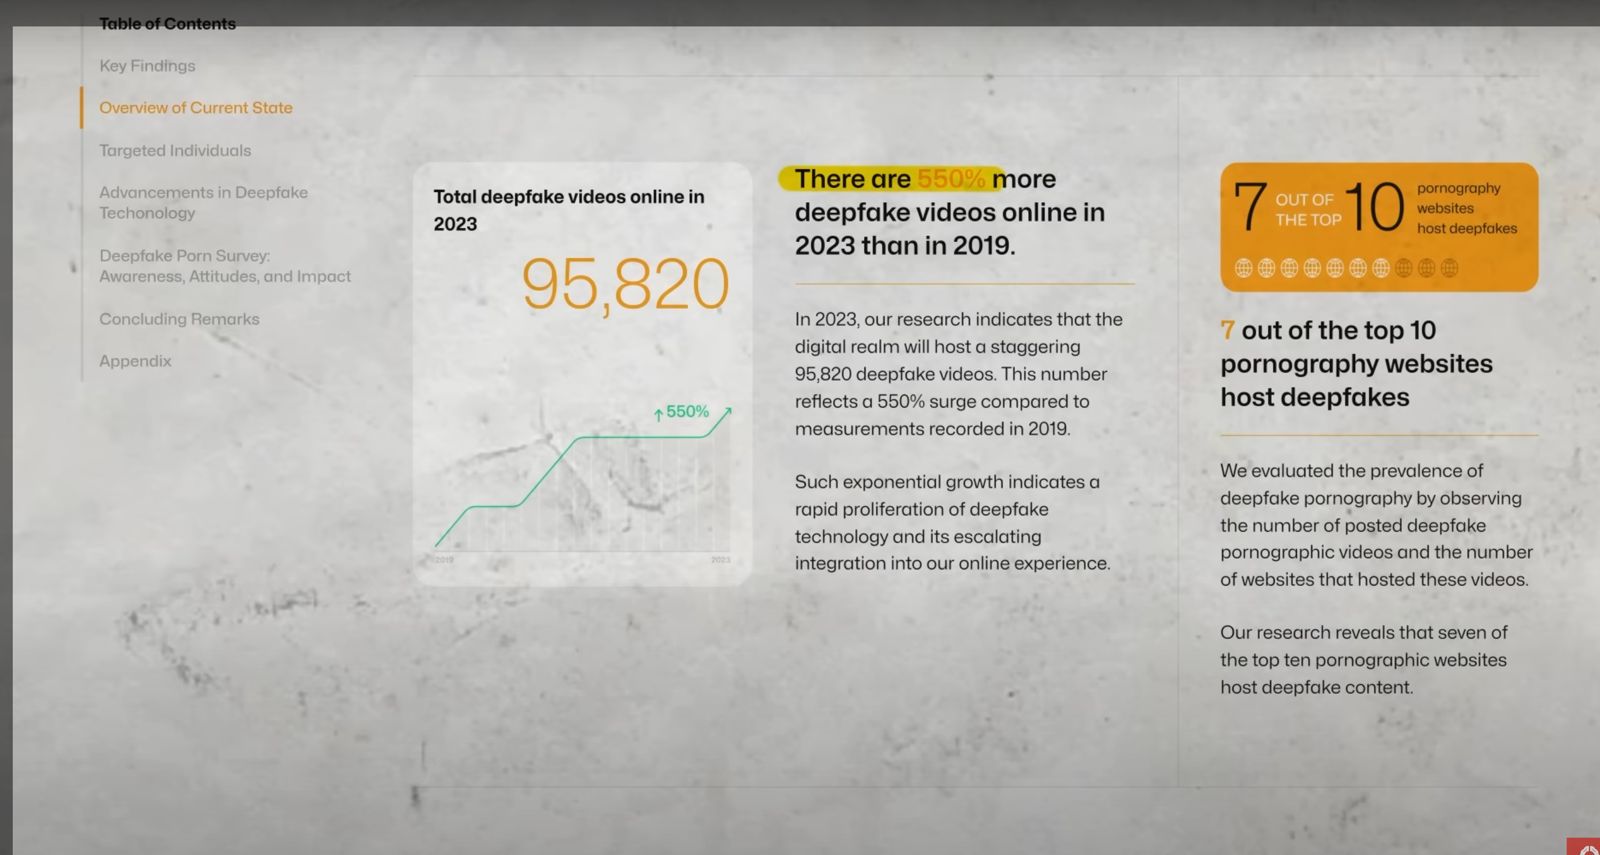 Table of Contents
Key Findings
Overview of Current State
Targeted Individuals
Advancements in Deepfake
Techonology
Deepfake Porn Survey:
Awareness, Attitudes, and Impact
Concluding Remarks
Appendix
Total deepfake videos online in
2023
95,820
↑550%
2019
2023
There are 550% more
deepfake videos online in
2023 than in 2019.
In 2023, our research indicates that the
digital realm will host a staggering
95,820 deepfake videos. This number
reflects a 550% surge compared to
measurements recorded in 2019.
Such exponential growth indicates a
rapid proliferation of deepfake
technology and its escalating
integration into our online experience.
7 OUT OF THE TOP 10
pornography
websites
host deepfakes
7 out of the top 10
pornography websites
host deepfakes
We evaluated the prevalence of
deepfake pornography by observing
the number of posted deepfake
pornographic videos and the number
of websites that hosted these videos.
Our research reveals that seven of
the top ten pornographic websites
host deepfake content.